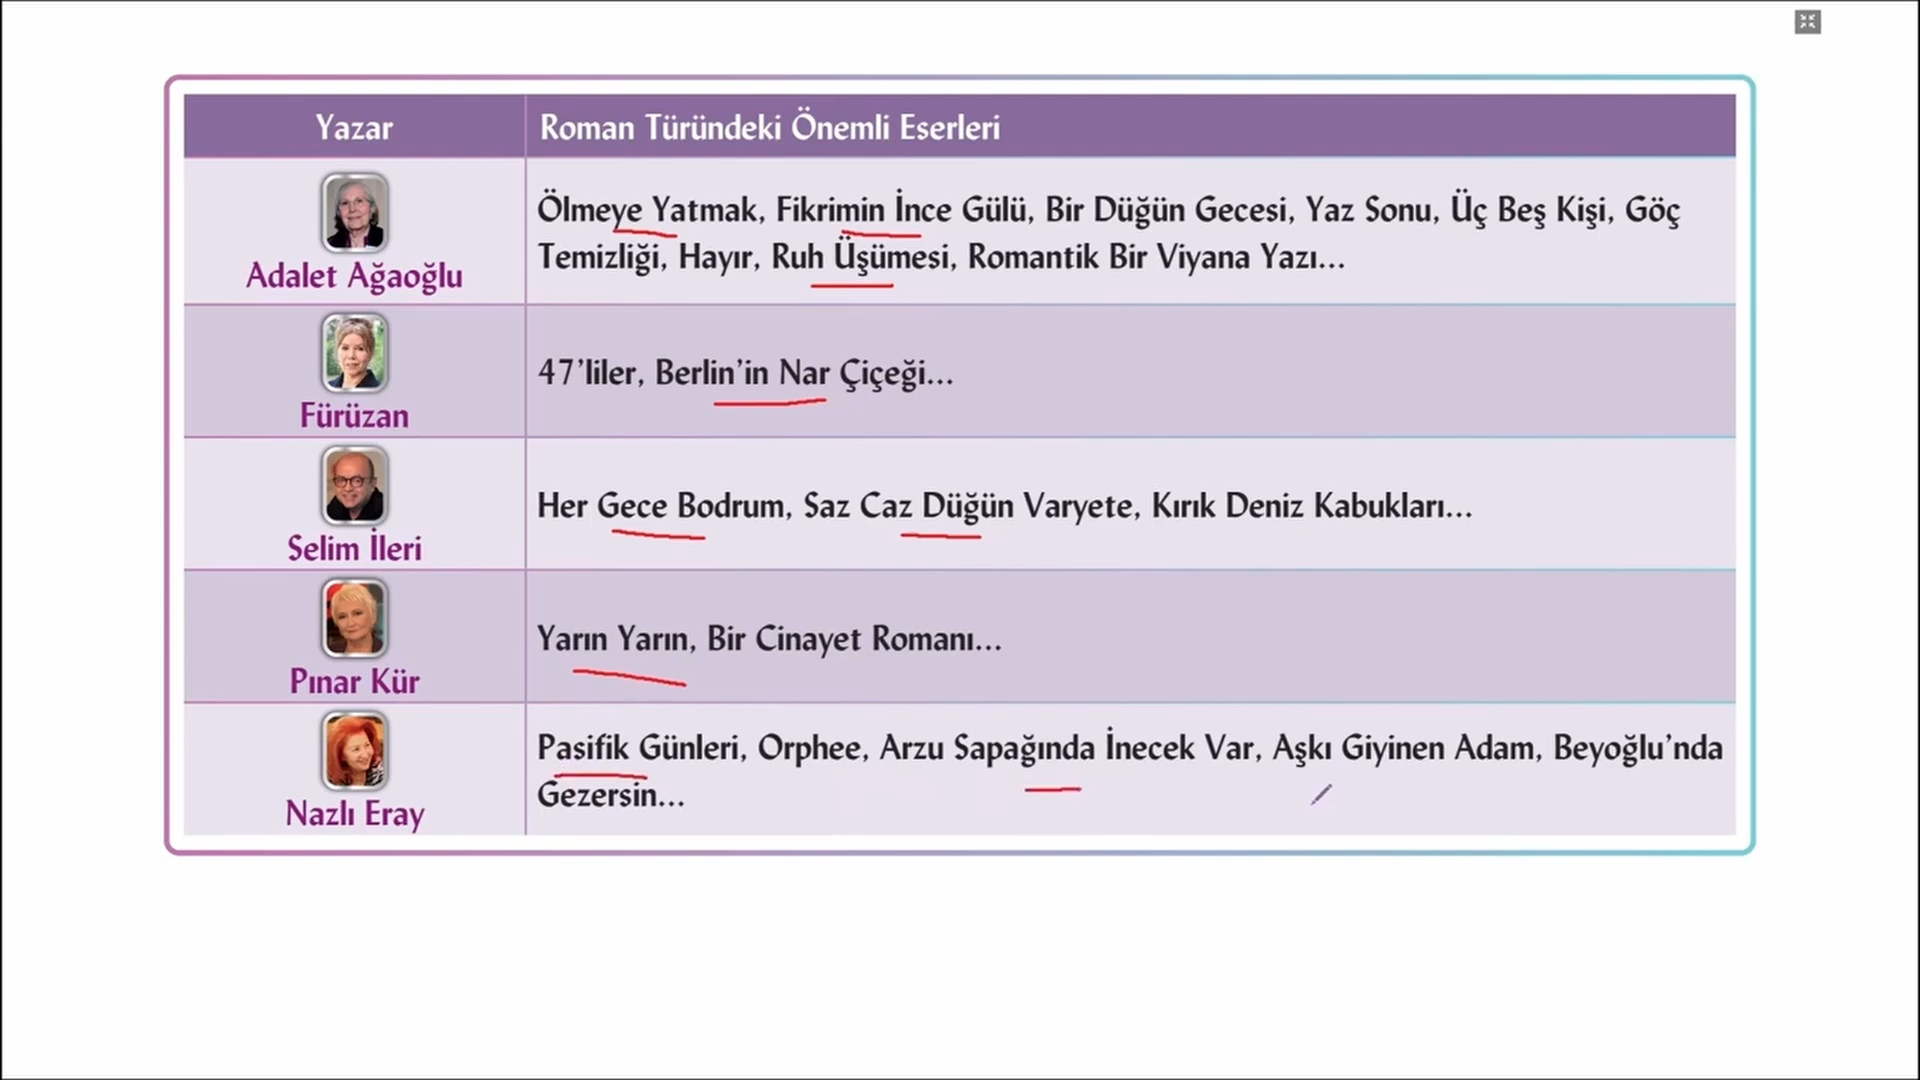 Yazar
Roman Türündeki Önemli Eserleri
Adalet Ağaoğlu
Ölmeye Yatmak, Fikrimin İnce Gülü, Bir Düğün Gecesi, Yaz Sonu, Üç Beş Kişi, Göç
Temizliği, Hayır, Ruh Üşümesi, Romantik Bir Viyana Yazı...
Fürüzan
47’liler, Berlin’in Nar Çiçeği...
Selim İleri
Her Gece Bodrum, Saz Caz Düğün Varyete, Kırık Deniz Kabukları...
Pınar Kür
Yarın Yarın, Bir Cinayet Romanı...
Nazlı Eray
Pasifik Günleri, Orphee, Arzu Sapağında İnecek Var, Aşkı Giyinen Adam, Beyoğlu’nda
Gezersin...